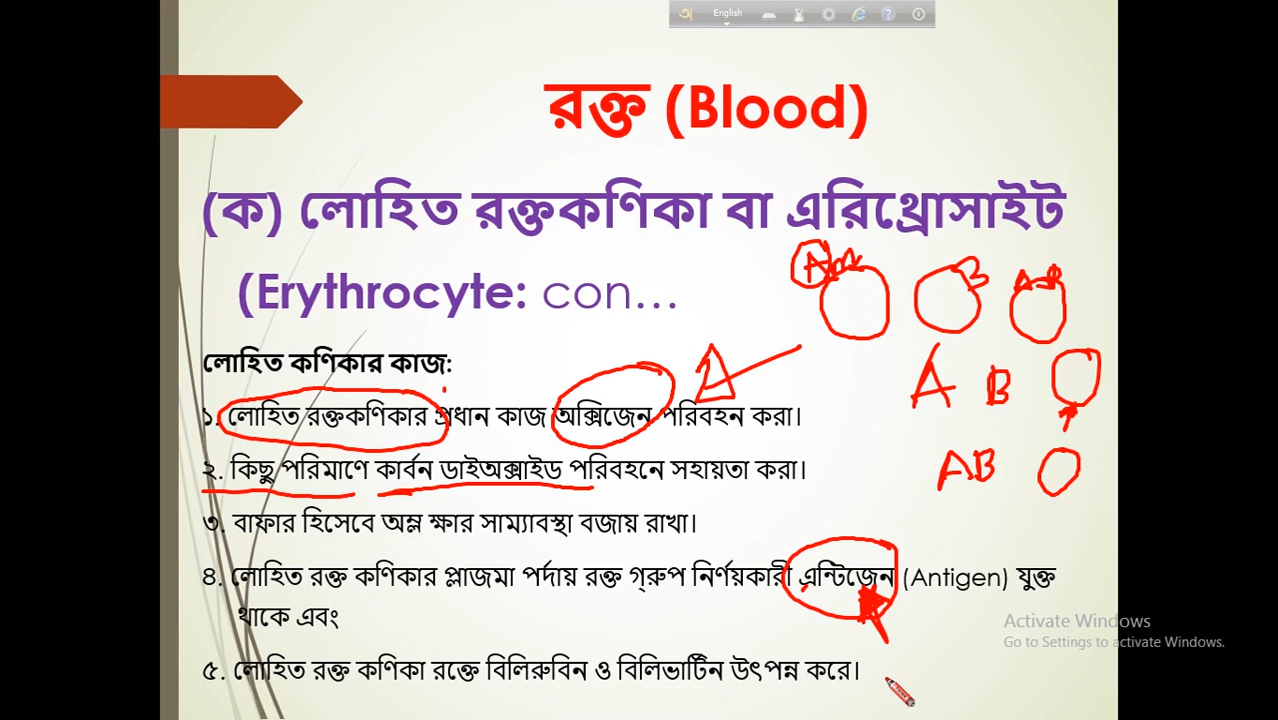 English
রক্ত (Blood)
(ক) লোহিত রক্তকণিকা বা এরিথ্রোসাইট
(Erythrocyte: con...
A B AB
লোহিত কণিকার কাজ:
A B O
১. লোহিত রক্তকণিকার প্রধান কাজ অক্সিজেন পরিবহন করা।
২. কিছু পরিমাণে কার্বন ডাইঅক্সাইড পরিবহনে সহায়তা করা।
AB O
৩. বাফার হিসেবে অম্ল ক্ষার সাম্যাবস্থা বজায় রাখা।
৪. লোহিত রক্ত কণিকার প্লাজমা পর্দায় রক্ত গ্রুপ নির্ণয়কারী এন্টিজেন (Antigen) যুক্ত
থাকে এবং
৫. লোহিত রক্ত কণিকা রক্তে বিলিরুবিন ও বিলিভার্টিন উৎপন্ন করে।
Activate Windows
Go to Settings to activate Windows.